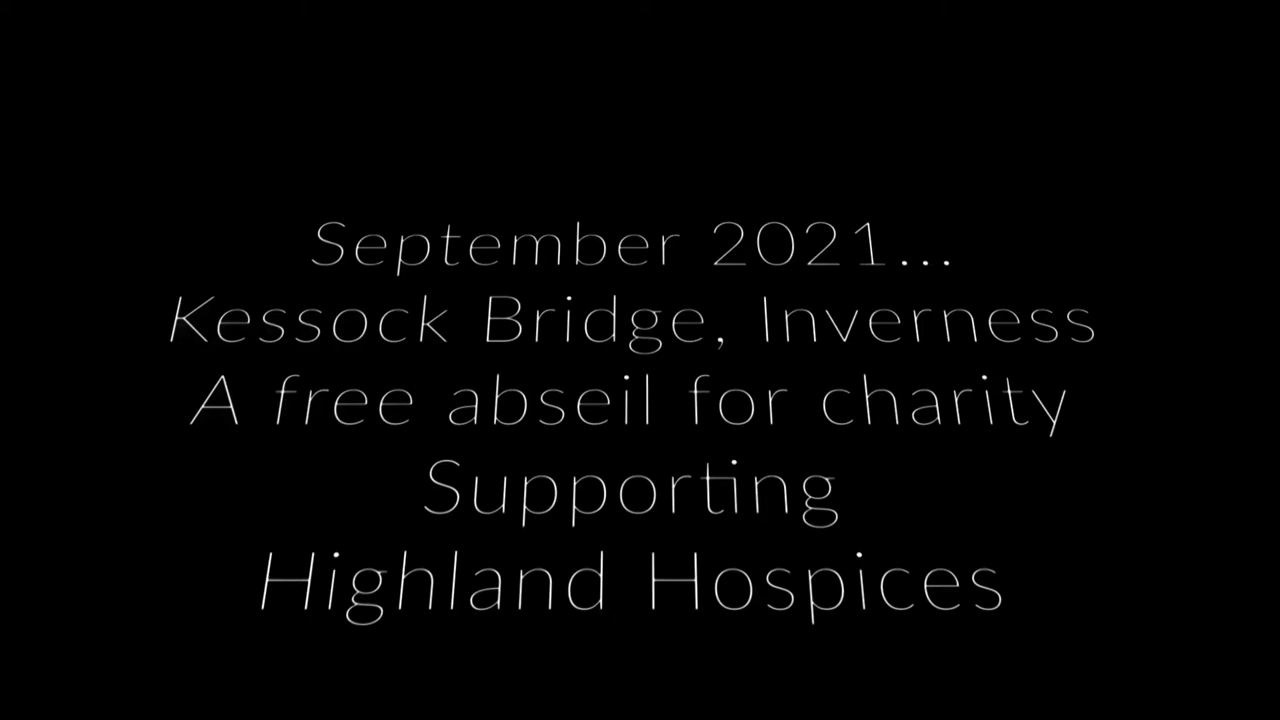 September 2021...
Kessock Bridge, Inverness
A free abseil for charity
Supporting
Highland Hospices